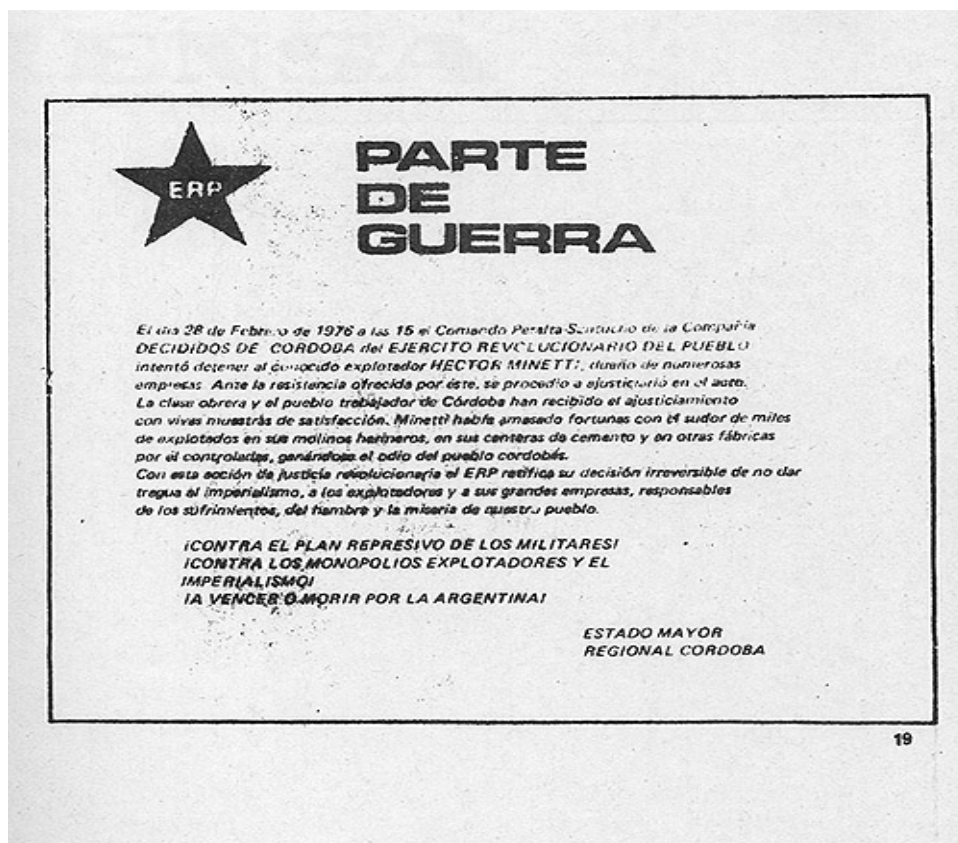 ERP
PARTE
DE
GUERRA
El día 28 de Febrero de 1976 a las 15 el Comando Peralta-Santucho de la Compañía
DECIDIDOS DE CORDOBA del EJERCITO REVOLUCIONARIO DEL PUEBLO
intentó detener al conocido explotador HECTOR MINETTI, dueño de numerosas
empresas. Ante la resistencia ofrecida por éste, se procedió a ajusticiarlo en el auto.
La clase obrera y el pueblo trabajador de Córdoba han recibido el ajusticiamiento
con vivas muestras de satisfacción. Minetti había amasado fortunas con el sudor de miles
de explotados en sus molinos harineros, en sus canteras de cemento y en otras fábricas
por él controladas, ganándose el odio del pueblo cordobés.
Con esta acción de justicia revolucionaria el ERP ratifica su decisión irreversible de no dar
tregua al imperialismo, a los explotadores y a sus grandes empresas, responsables
de los sufrimientos, del hambre y la miseria de nuestro pueblo.
¡CONTRA EL PLAN REPRESIVO DE LOS MILITARES!
¡CONTRA LOS MONOPOLIOS EXPLOTADORES Y EL
IMPERIALISMO!
¡A VENCER O MORIR POR LA ARGENTINA!
ESTADO MAYOR
REGIONAL CORDOBA
19